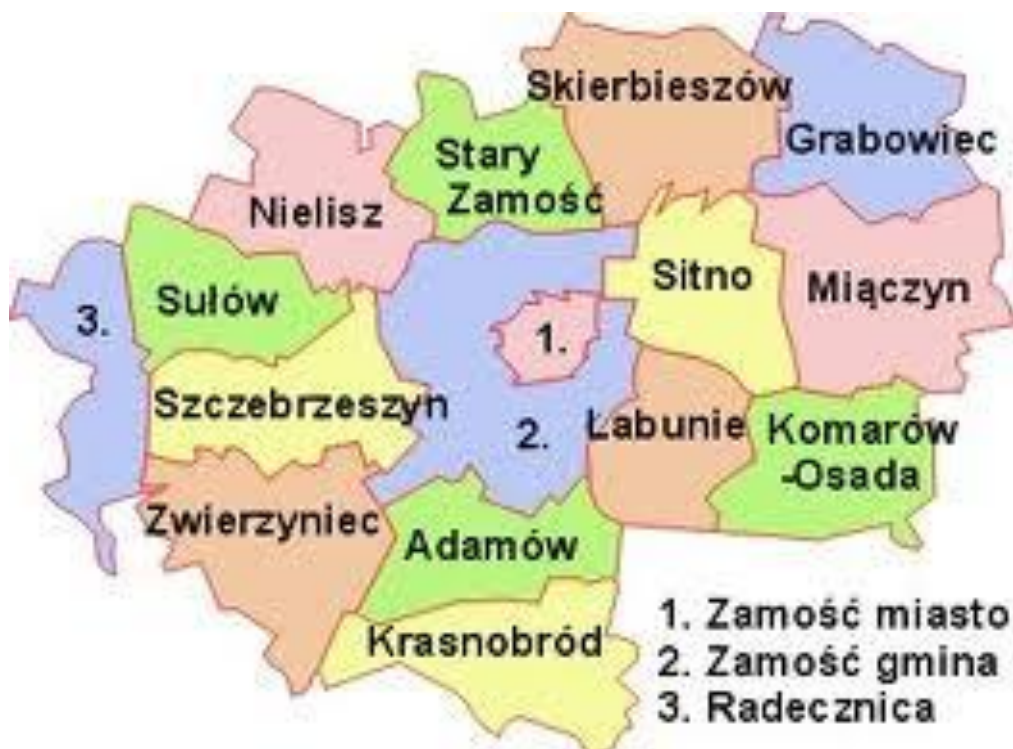 Skierbieszów
Grabowiec
Stary
Zamość
Nielisz
Sitno
Miączyn
Sułów
3.
1.
Szczebrzeszyn
2.
Łabunie
Komarów
-Osada
Zwierzyniec
Adamów
Krasnobród
1. Zamość miasto
2. Zamość gmina
3. Radecznica